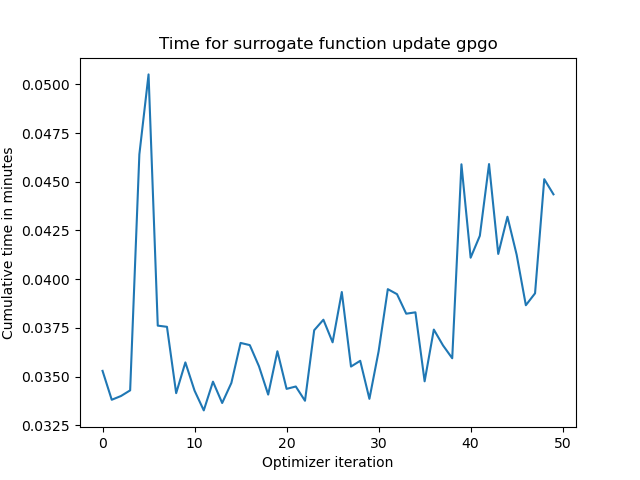 Time for surrogate function update gpgo
Cumulative time in minutes
0.0500
0.0475
0.0450
0.0425
0.0400
0.0375
0.0350
0.0325
0 10 20 30 40 50
Optimizer iteration